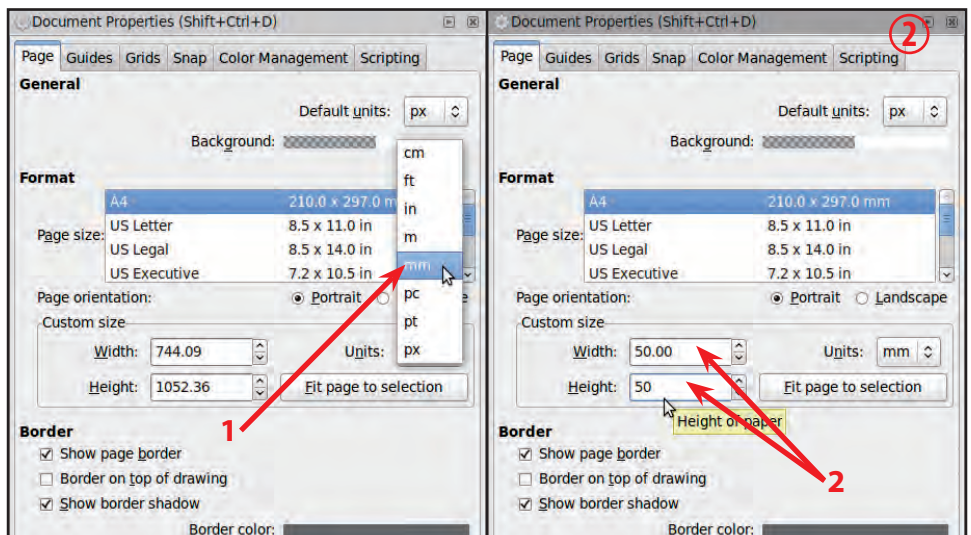 Document Properties (Shift+Ctrl+D)
Page Guides Grids Snap Color Management Scripting
General
Default units: px
Background:
Format
Page size:
A4 210.0 x 297.0 m
US Letter 8.5 x 11.0 in
US Legal 8.5 x 14.0 in
US Executive 7.2 x 10.5 in
cm
ft
in
m
mm
pc
pt
px
Page orientation: Portrait
Custom size
Width: 744.09 Units:
Height: 1052.36 Fit page to selection
1
Border
Show page border
Border on top of drawing
Show border shadow
Border color:
Document Properties (Shift+Ctrl+D)
2
Page Guides Grids Snap Color Management Scripting
General
Default units: px
Background:
Format
Page size:
A4 210.0 x 297.0 mm
US Letter 8.5 x 11.0 in
US Legal 8.5 x 14.0 in
US Executive 7.2 x 10.5 in
Page orientation: Portrait Landscape
Custom size
Width: 50.00 Units: mm
Height: 50 Fit page to selection
Height of paper
2
Border
Show page border
Border on top of drawing
Show border shadow
Border color: